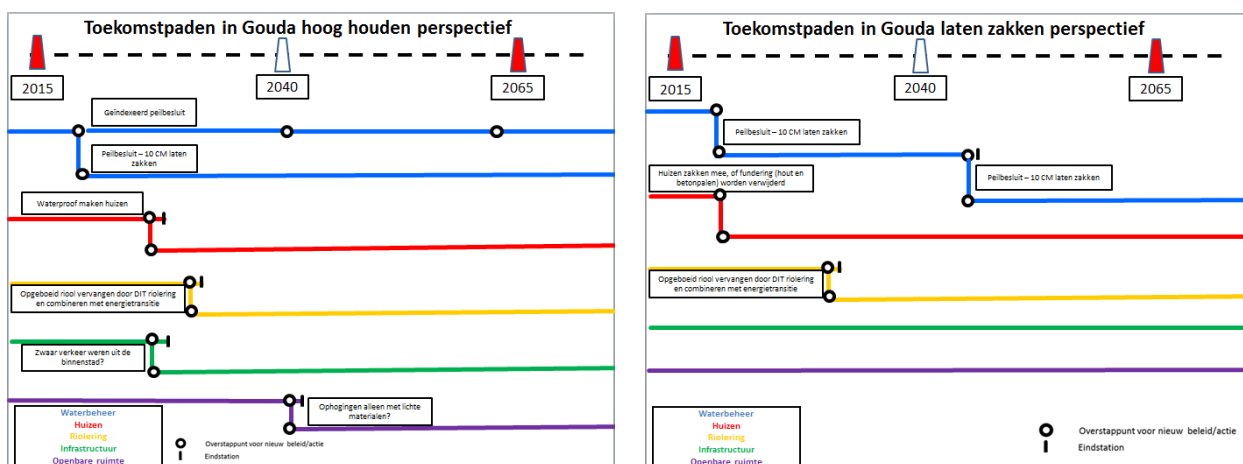 Toekomstpaden in Gouda hoog houden perspectief
2015
2040
2065
Geïndexeerd peilbesluit
Peilbesluit – 10 CM laten
zakken
Waterproof maken huizen
Opgeboeid riool vervangen door DIT riolering
en combineren met energietransitie
Zwaar verkeer weren uit de
binnenstad?
Ophogingen alleen met lichte
materialen?
Waterbeheer
Huizen
Riolering
Infrastructuur
Openbare ruimte
Overstappunt voor nieuw beleid/actie
Eindstation
Toekomstpaden in Gouda laten zakken perspectief
2015
2040
2065
Peilbesluit – 10 CM laten zakken
Huizen zakken mee, of fundering (hout en
betonpalen) worden verwijderd
Peilbesluit – 10 CM laten zakken
Opgeboeid riool vervangen door DIT riolering
en combineren met energietransitie
Waterbeheer
Huizen
Riolering
Infrastructuur
Openbare ruimte
Overstappunt voor nieuw beleid/actie
Eindstation